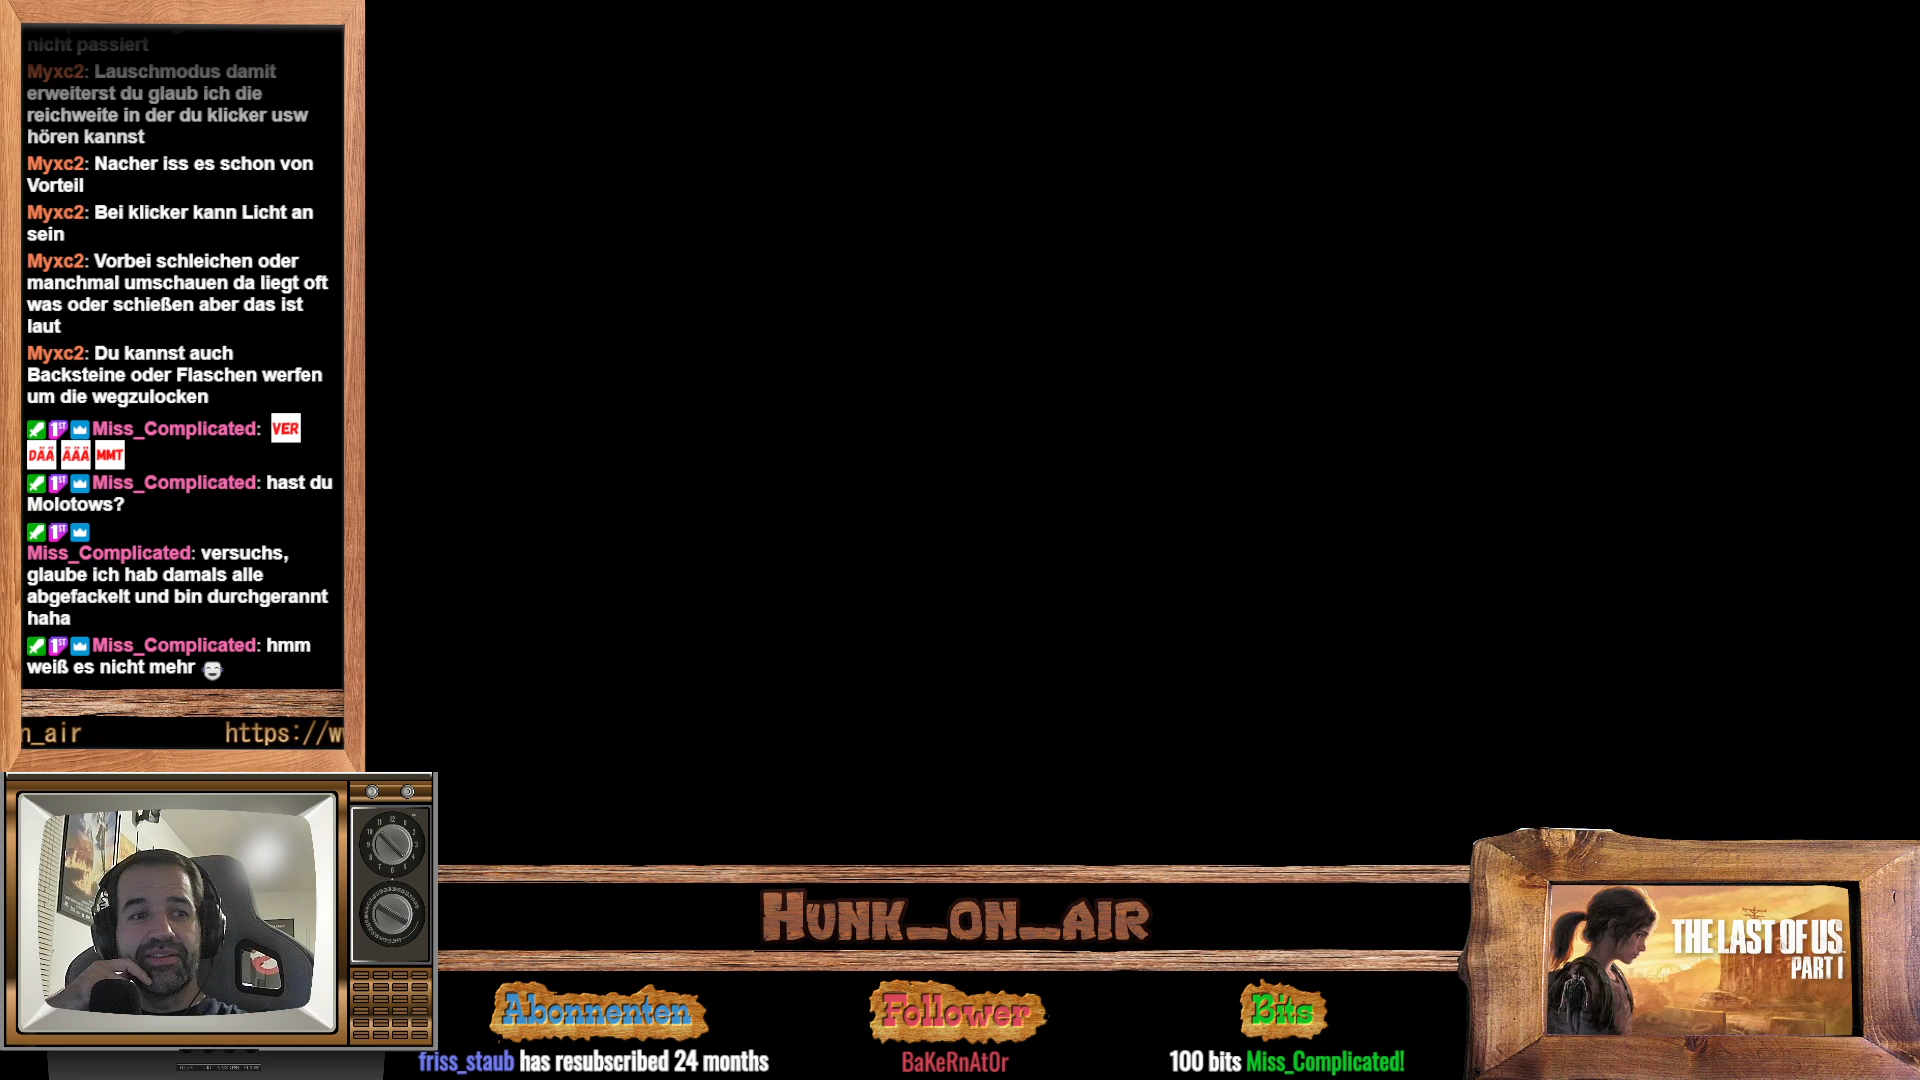 nicht passiert
Myxc2: Lauschmodus damit
erweiterst du glaub ich die
reichweite in der du klicker usw
hören kannst
Myxc2: Nacher iss es schon von
Vorteil
Myxc2: Bei klicker kann Licht an
sein
Myxc2: Vorbei schleichen oder
manchmal umschauen da liegt oft
was oder schießen aber das ist
laut
Myxc2: Du kannst auch
Backsteine oder Flaschen werfen
um die wegzulocken
1ST Miss_Complicated: VER
DÄÄ ÄÄÄ MMT
1ST Miss_Complicated: hast du
Molotows?
1ST
Miss_Complicated: versuchs,
glaube ich hab damals alle
abgefackelt und bin durchgerannt
haha
1ST Miss_Complicated: hmm
weiß es nicht mehr
n_air https://w
HUNK_ON_AIR
THE LAST OF US
PART I
Abonnenten Follower Bits
friss_staub has resubscribed 24 months BaKeRnAt0r 100 bits Miss_Complicated!